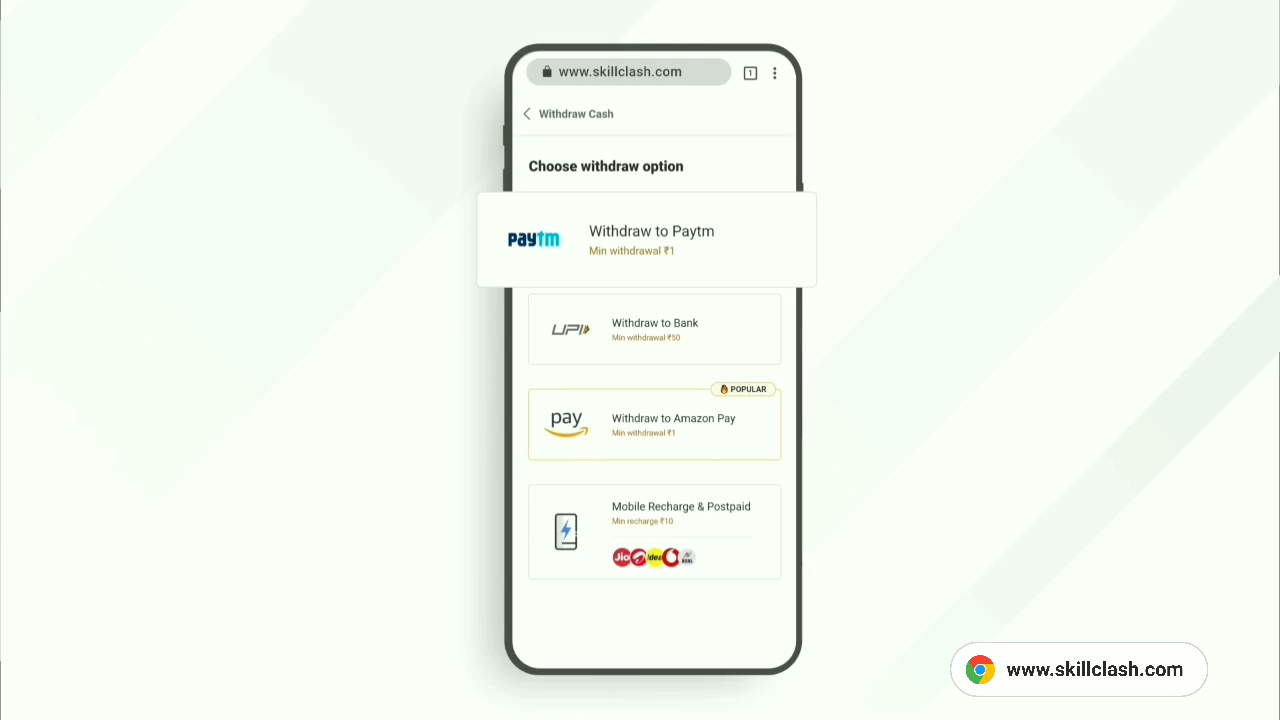 www.skillclash.com
1
Withdraw Cash
Choose withdraw option
paytm
Withdraw to Paytm
Min withdrawal ₹1
UPI
Withdraw to Bank
Min withdrawal ₹50
POPULAR
pay
Withdraw to Amazon Pay
Min withdrawal ₹1
Mobile Recharge & Postpaid
Min recharge ₹10
Jio
idea
BSNL
www.skillclash.com